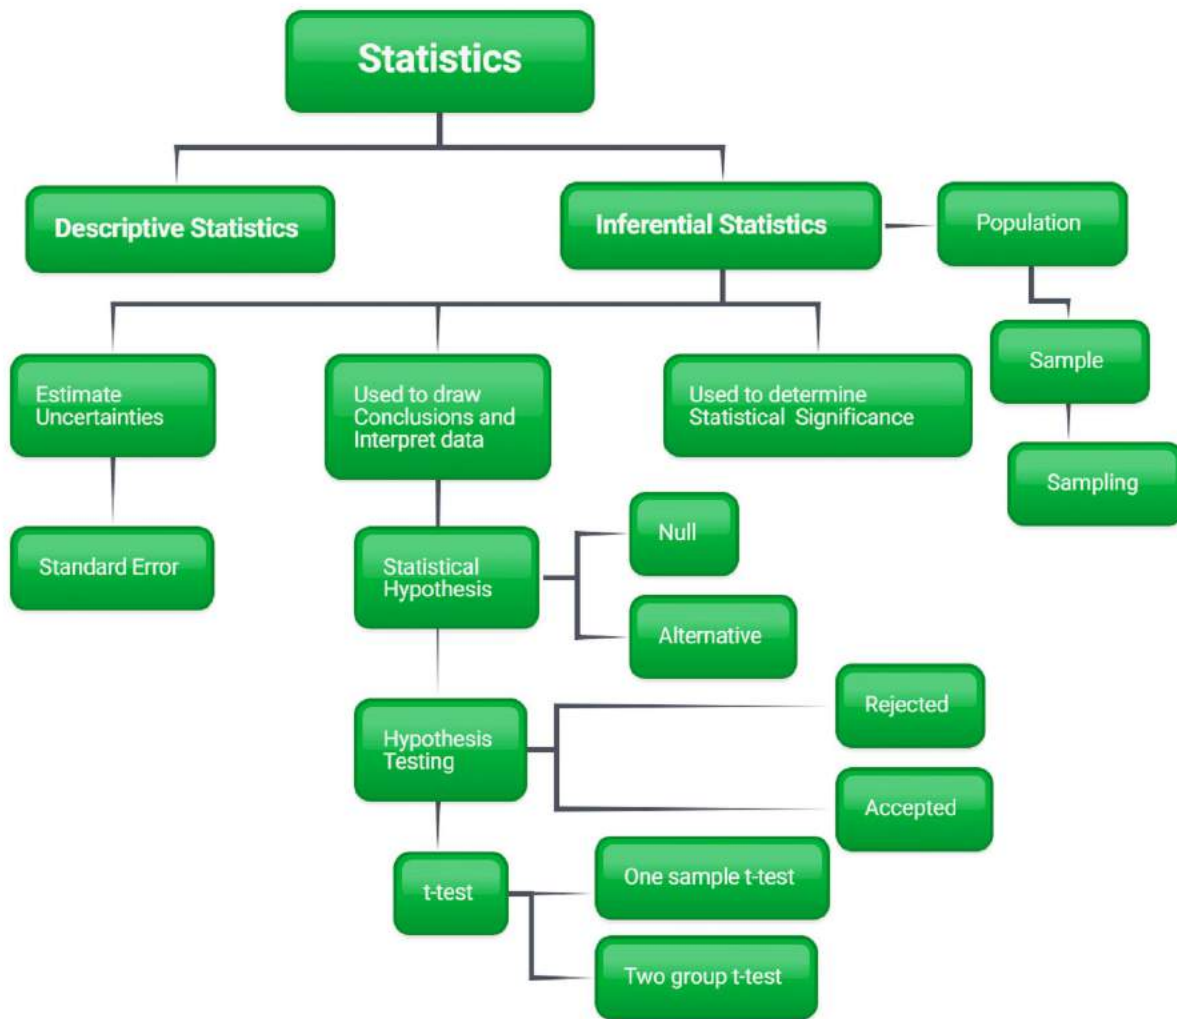 Statistics
Descriptive Statistics
Inferential Statistics
Population
Sample
Sampling
Estimate
Uncertainties
Used to draw
Conclusions and
Interpret data
Used to determine
Statistical Significance
Standard Error
Statistical
Hypothesis
Null
Alternative
Hypothesis
Testing
Rejected
Accepted
t-test
One sample t-test
Two group t-test